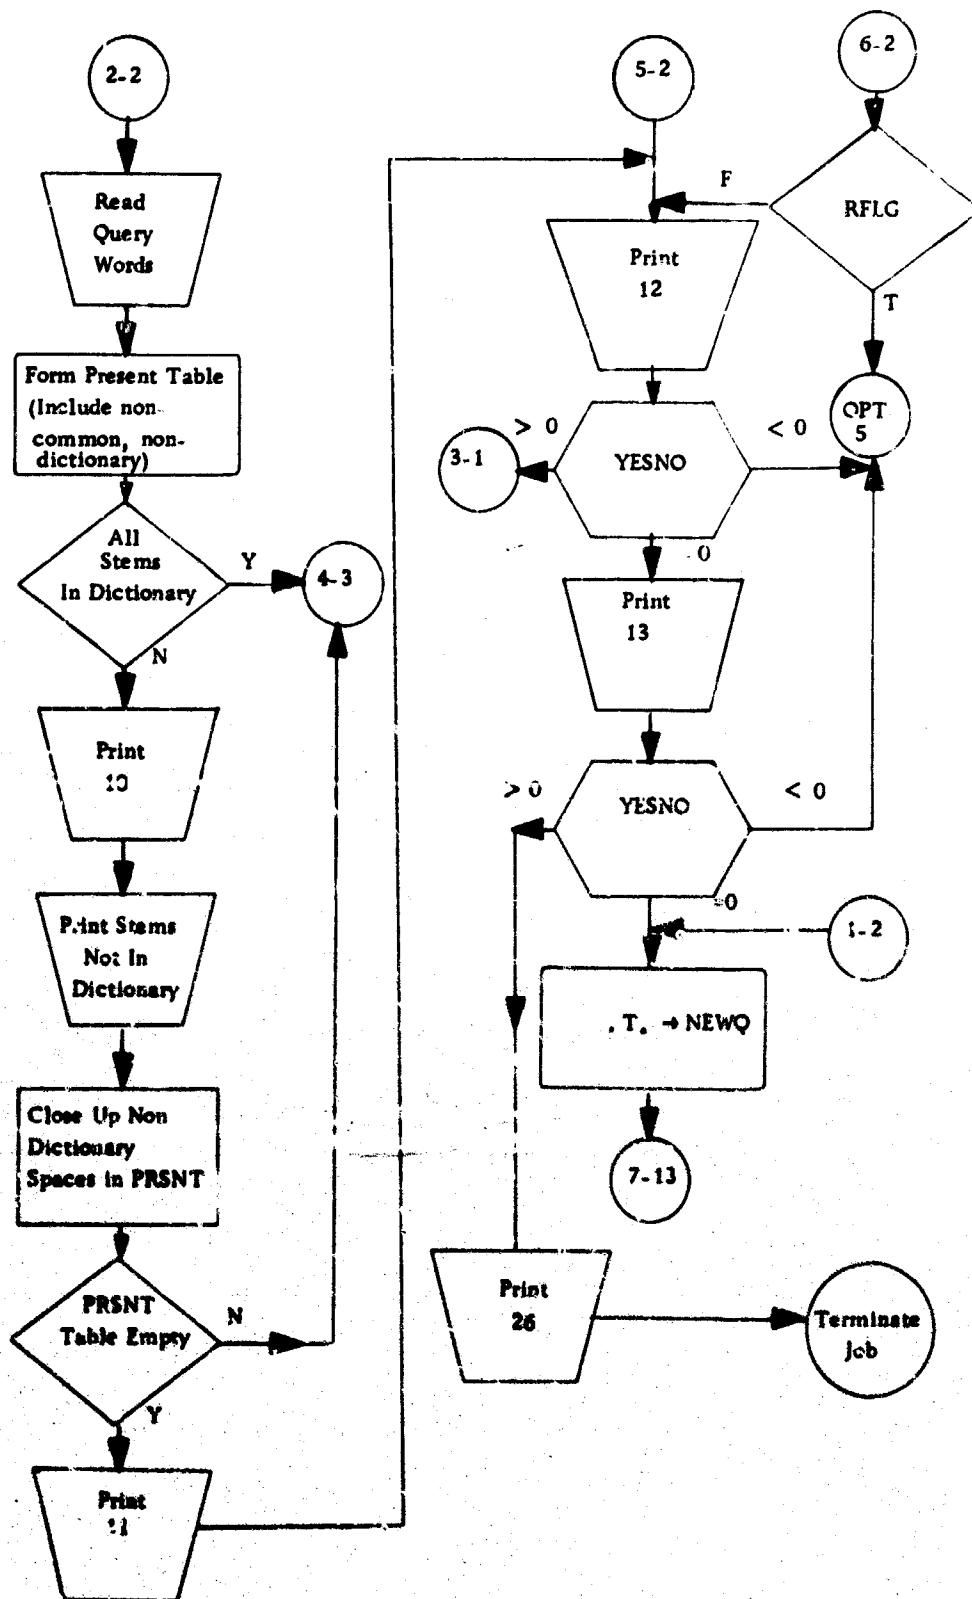 2-2
Read
Query
Words
Form Present Table
(Include non-
common, non-
dictionary)
All
Stems
In Dictionary
Y
4-3
N
Print
10
Print Stems
Not In
Dictionary
Close Up Non
Dictionary
Spaces in PRSNT
PRSNT
Table Empty
N
Y
Print
11
5-2
6-2
F
RFLG
T
Print
12
OPT
5
> 0
< 0
3-1
YESNO
0
Print
13
> 0
YESNO
< 0
=0
1-2
. T. → NEWQ
7-13
Print
26
Terminate
Job